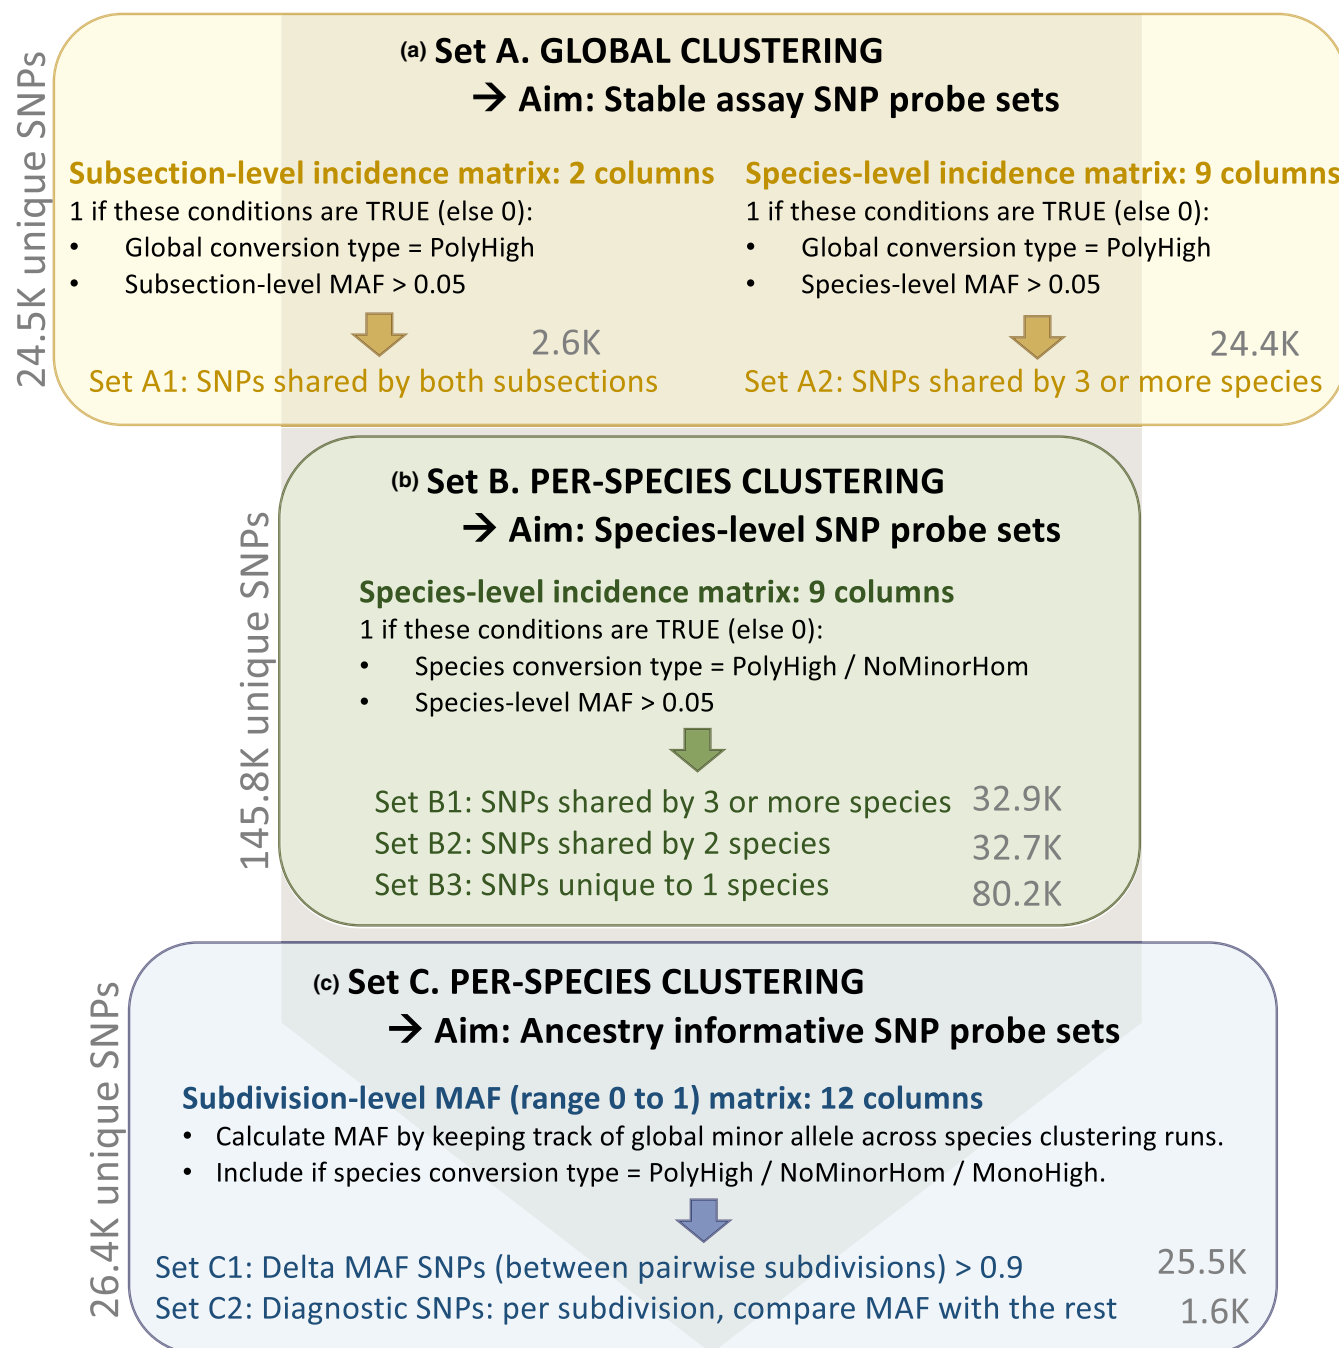 24.5K unique SNPs
(a) Set A. GLOBAL CLUSTERING
→ Aim: Stable assay SNP probe sets
Subsection-level incidence matrix: 2 columns
1 if these conditions are TRUE (else 0):
• Global conversion type = PolyHigh
• Subsection-level MAF > 0.05
2.6K
Set A1: SNPs shared by both subsections
Species-level incidence matrix: 9 columns
1 if these conditions are TRUE (else 0):
• Global conversion type = PolyHigh
• Species-level MAF > 0.05
24.4K
Set A2: SNPs shared by 3 or more species
145.8K unique SNPs
(b) Set B. PER-SPECIES CLUSTERING
→ Aim: Species-level SNP probe sets
Species-level incidence matrix: 9 columns
1 if these conditions are TRUE (else 0):
• Species conversion type = PolyHigh / NoMinorHom
• Species-level MAF > 0.05
Set B1: SNPs shared by 3 or more species 32.9K
Set B2: SNPs shared by 2 species 32.7K
Set B3: SNPs unique to 1 species 80.2K
26.4K unique SNPs
(c) Set C. PER-SPECIES CLUSTERING
→ Aim: Ancestry informative SNP probe sets
Subdivision-level MAF (range 0 to 1) matrix: 12 columns
• Calculate MAF by keeping track of global minor allele across species clustering runs.
• Include if species conversion type = PolyHigh / NoMinorHom / MonoHigh.
Set C1: Delta MAF SNPs (between pairwise subdivisions) > 0.9 25.5K
Set C2: Diagnostic SNPs: per subdivision, compare MAF with the rest 1.6K